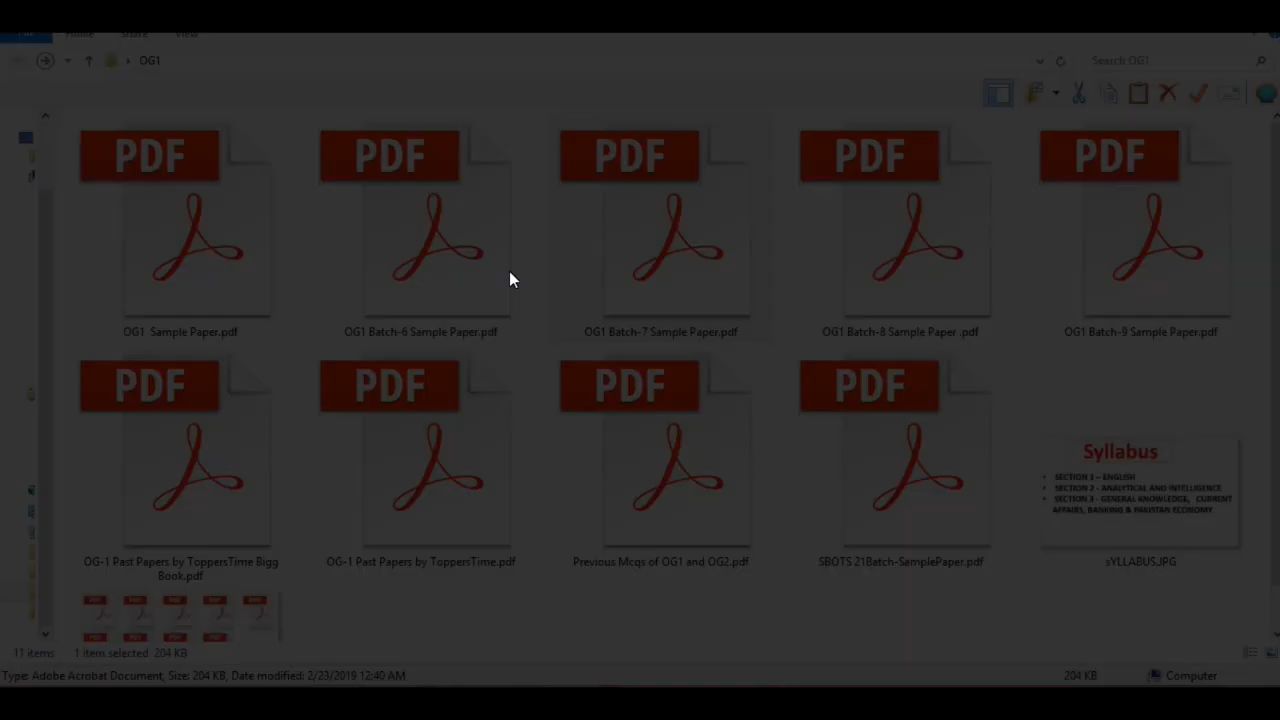 File Home Share View
OG1 Search OG1
PDF PDF PDF PDF PDF
OG1 Sample Paper.pdf OG1 Batch-6 Sample Paper.pdf OG1 Batch-7 Sample Paper.pdf OG1 Batch-8 Sample Paper .pdf OG1 Batch-9 Sample Paper.pdf
PDF PDF PDF PDF
Syllabus
• SECTION 1 – ENGLISH
• SECTION 2 - ANALYTICAL AND INTELLIGENCE
• SECTION 3 - GENERAL KNOWLEDGE, CURRENT
AFFAIRS, BANKING & PAKISTAN ECONOMY
OG-1 Past Papers by ToppersTime Bigg
Book.pdf
OG-1 Past Papers by ToppersTime.pdf Previous Mcqs of OG1 and OG2.pdf SBOTS 21Batch-SamplePaper.pdf sYLLABUS.JPG
11 items 1 item selected 204 KB
Type: Adobe Acrobat Document, Size: 204 KB, Date modified: 2/23/2019 12:40 AM 204 KB Computer